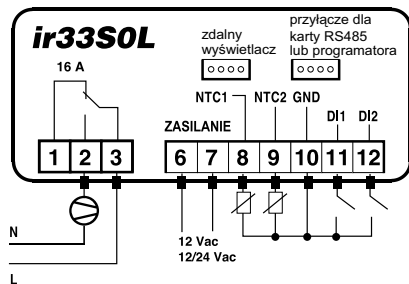 ir33S0L
zdalny
wyświetlacz
przyłącze dla
karty RS485
lub programatora
16 A
NTC1
NTC2 GND
DI1 DI2
ZASILANIE
1 2 3
6 7 8 9 10 11 12
N
L
12 Vac
12/24 Vac